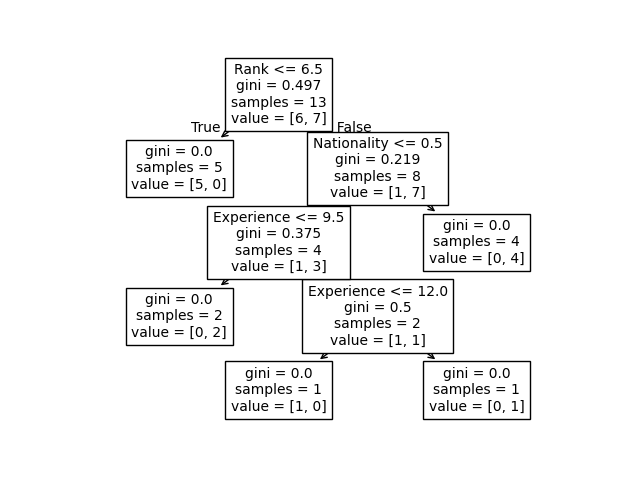 Rank <= 6.5
gini = 0.497
samples = 13
value = [6, 7]
True
False
gini = 0.0
samples = 5
value = [5, 0]
Nationality <= 0.5
gini = 0.219
samples = 8
value = [1, 7]
Experience <= 9.5
gini = 0.375
samples = 4
value = [1, 3]
gini = 0.0
samples = 4
value = [0, 4]
gini = 0.0
samples = 2
value = [0, 2]
Experience <= 12.0
gini = 0.5
samples = 2
value = [1, 1]
gini = 0.0
samples = 1
value = [1, 0]
gini = 0.0
samples = 1
value = [0, 1]